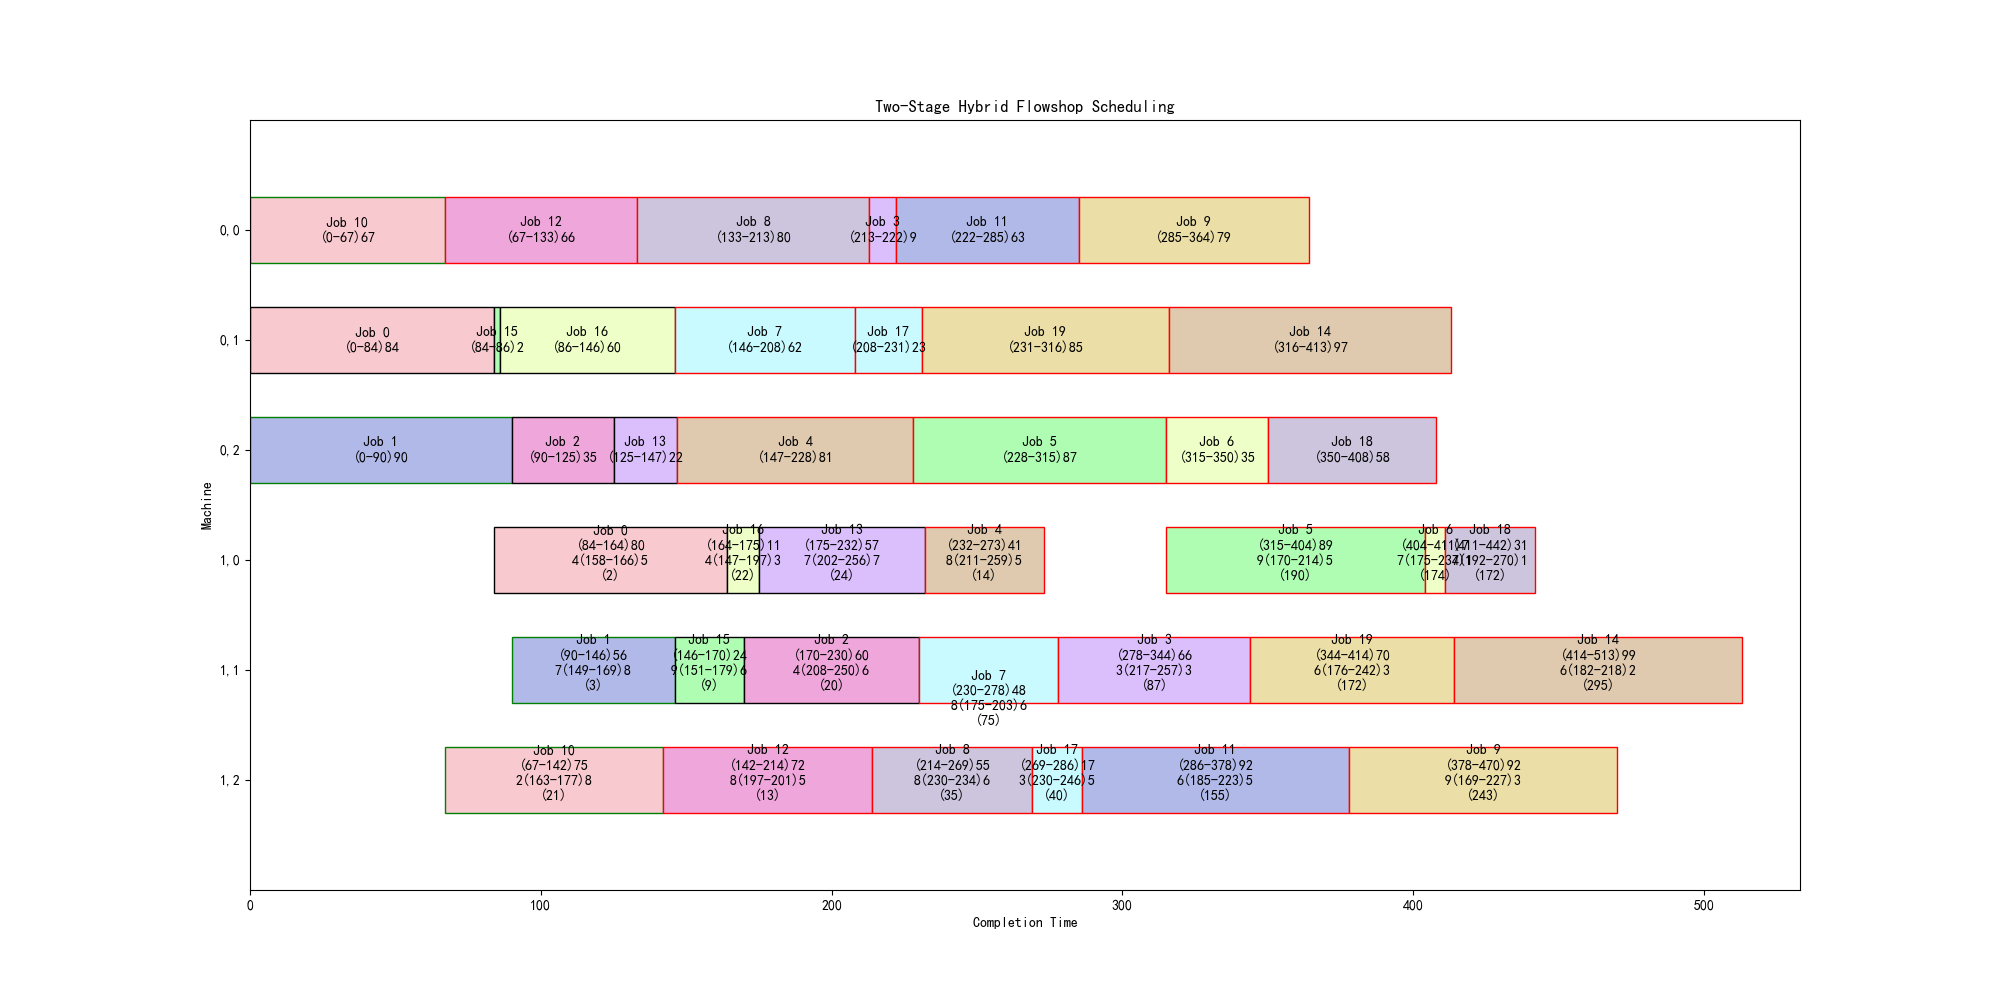 Two-Stage Hybrid Flowshop Scheduling
0,0
Job 10
(0-67)67
Job 12
(67-133)66
Job 8
(133-213)80
Job 3
(213-222)9
Job 11
(222-285)63
Job 9
(285-364)79
0,1
Job 0
(0-84)84
Job 15
(84-86)2
Job 16
(86-146)60
Job 7
(146-208)62
Job 17
(208-231)23
Job 19
(231-316)85
Job 14
(316-413)97
0,2
Job 1
(0-90)90
Job 2
(90-125)35
Job 13
(125-147)22
Job 4
(147-228)81
Job 5
(228-315)87
Job 6
(315-350)35
Job 18
(350-408)58
Machine
1,0
Job 0
(84-164)80
4(158-166)5
(2)
Job 16
(164-175)11
4(147-197)3
(22)
Job 13
(175-232)57
7(202-256)7
(24)
Job 4
(232-273)41
8(211-259)5
(14)
Job 5
(315-404)89
9(170-214)5
(190)
Job 6
(404-411)7
(174)
Job 18
(411-442)31
(192-270)1
(172)
1,1
Job 1
(90-146)56
7(149-169)8
(3)
Job 15
(146-170)24
9(151-179)6
(9)
Job 2
(170-230)60
4(208-250)6
(20)
Job 7
(230-278)48
8(175-203)6
(75)
Job 3
(278-344)66
3(217-257)3
(87)
Job 19
(344-414)70
6(176-242)3
(172)
Job 14
(414-513)99
6(182-218)2
(295)
1,2
Job 10
(67-142)75
2(163-177)8
(21)
Job 12
(142-214)72
8(197-201)5
(13)
Job 8
(214-269)55
8(230-234)6
(35)
Job 17
(269-286)17
3(230-246)5
(40)
Job 11
(286-378)92
6(185-223)5
(155)
Job 9
(378-470)92
9(169-227)3
(243)
0
100
200
300
400
500
Completion Time